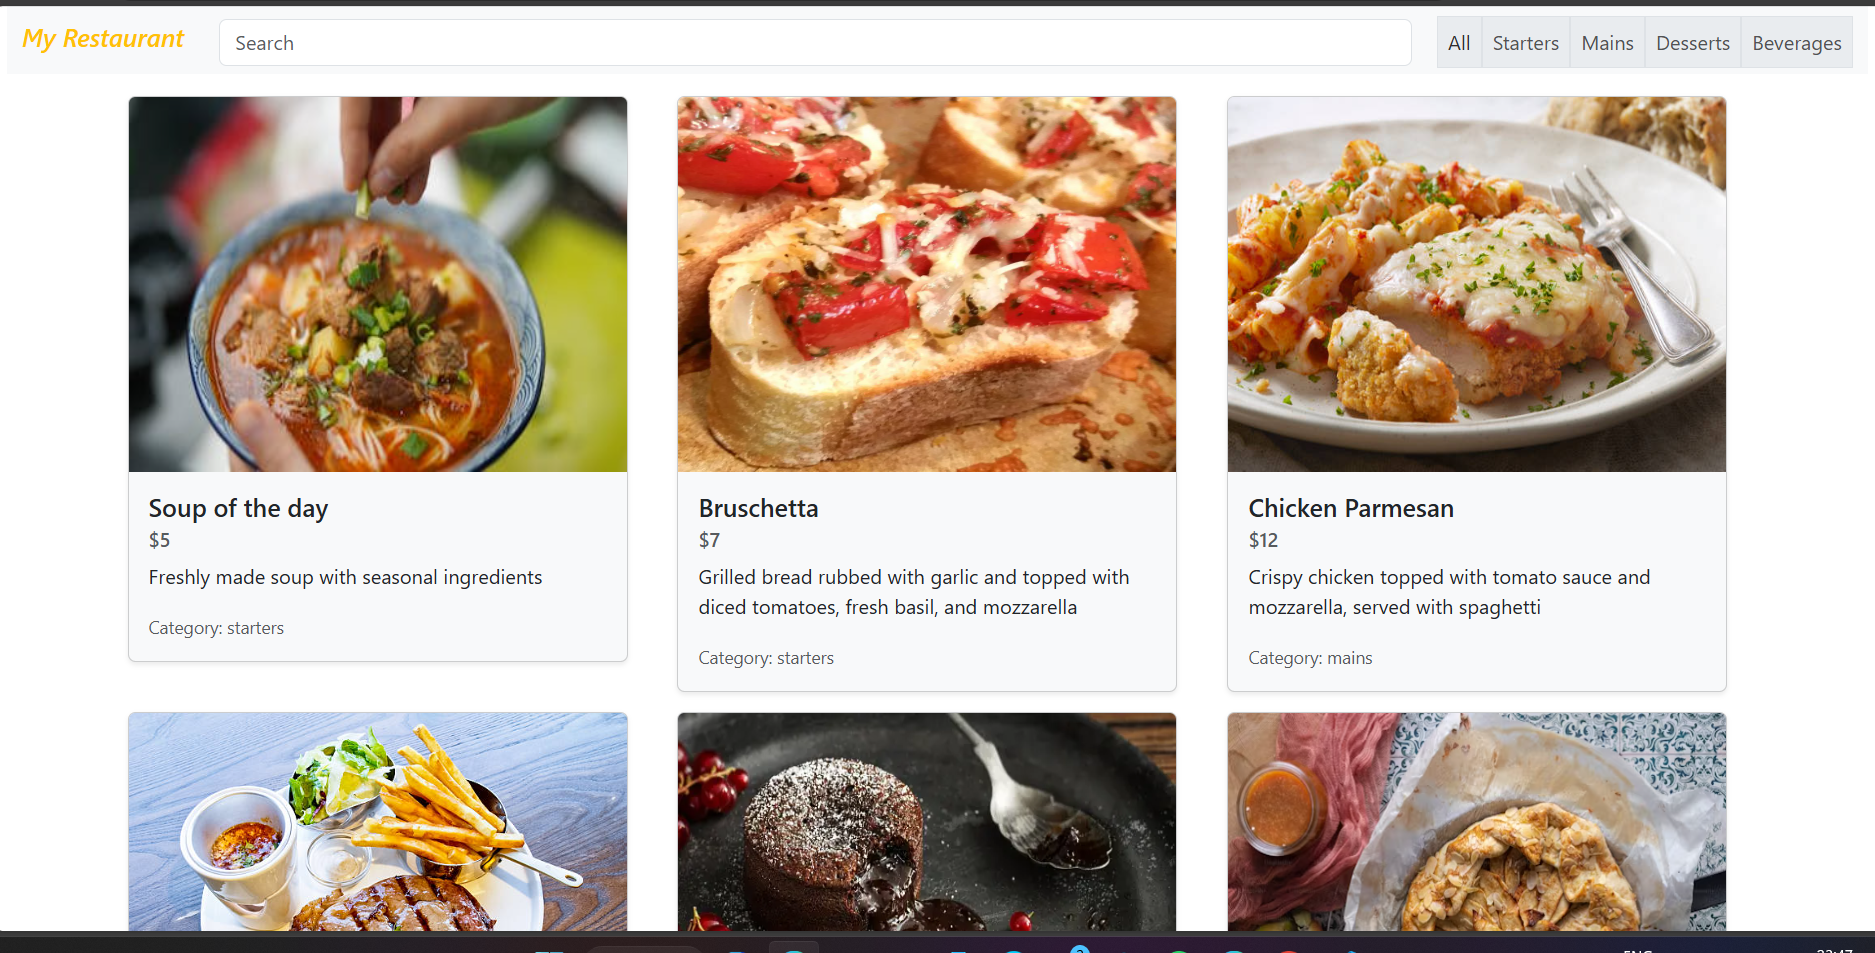 My Restaurant
Search
All
Starters
Mains
Desserts
Beverages
Soup of the day
$5
Freshly made soup with seasonal ingredients
Category: starters
Bruschetta
$7
Grilled bread rubbed with garlic and topped with
diced tomatoes, fresh basil, and mozzarella
Category: starters
Chicken Parmesan
$12
Crispy chicken topped with tomato sauce and
mozzarella, served with spaghetti
Category: mains